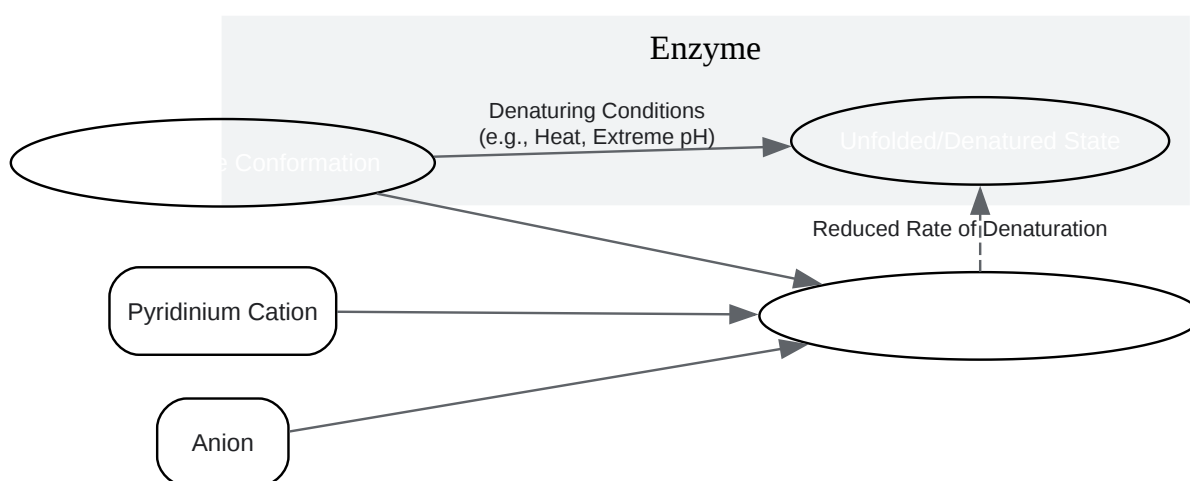 Enzyme
Denaturing Conditions
(e.g., Heat, Extreme pH)
Unfolded/Denatured State
Conformation
Reduced Rate of Denaturation
Pyridinium Cation
Anion